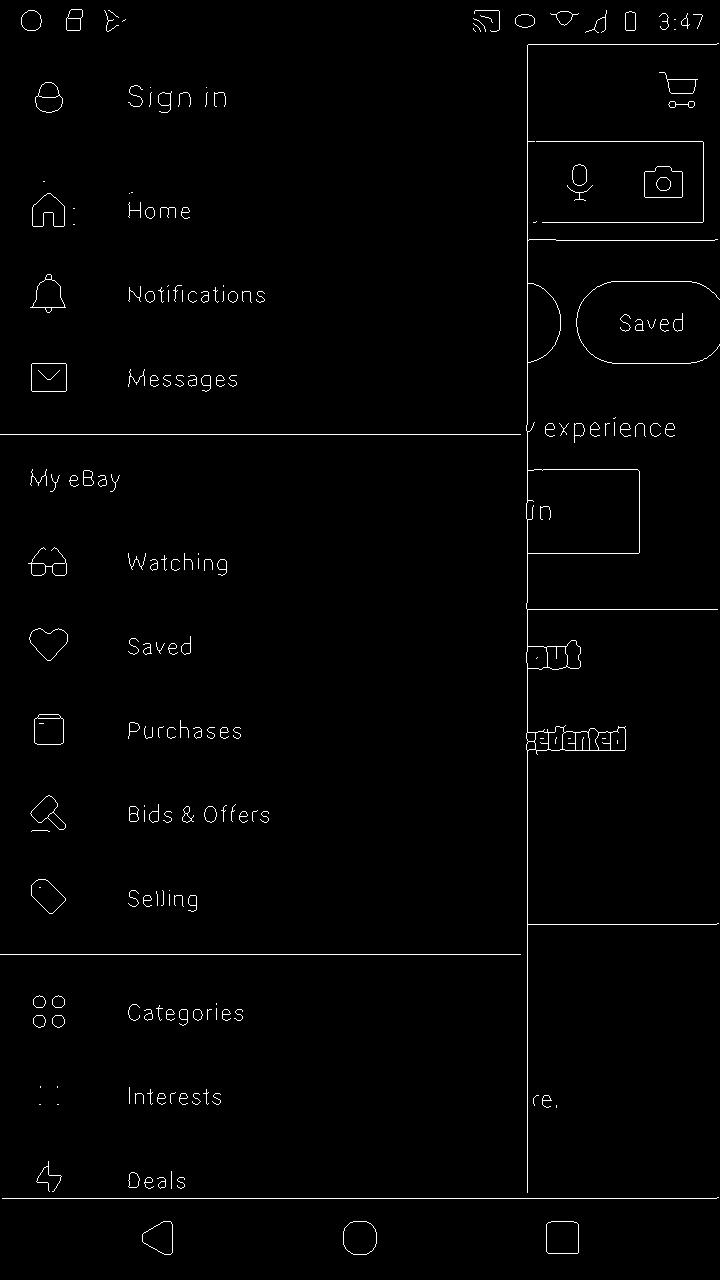 3:47
Sign in
Home
Notifications
Saved
Messages
experience
My eBay
in
Watching
Saved
out
Purchases
edented
Bids & Offers
Selling
Categories
Interests
re.
Deals